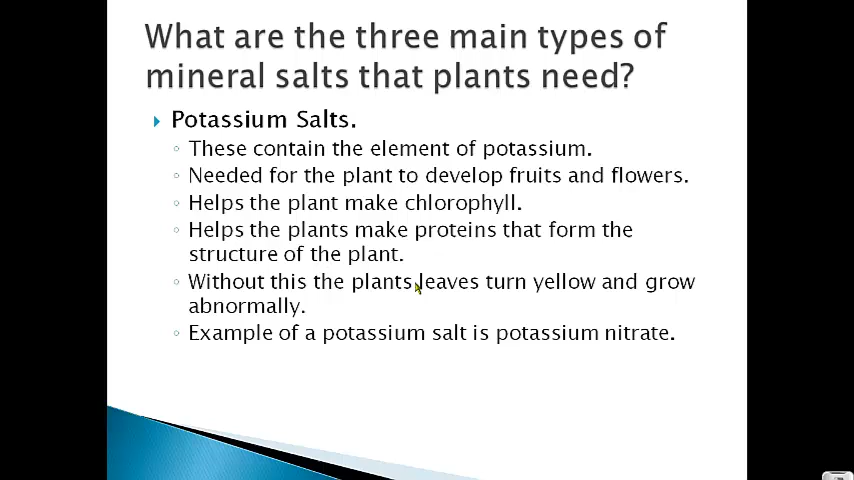 What are the three main types of
mineral salts that plants need?
Potassium Salts.
These contain the element of potassium.
Needed for the plant to develop fruits and flowers.
Helps the plant make chlorophyll.
Helps the plants make proteins that form the
structure of the plant.
Without this the plants leaves turn yellow and grow
abnormally.
Example of a potassium salt is potassium nitrate.